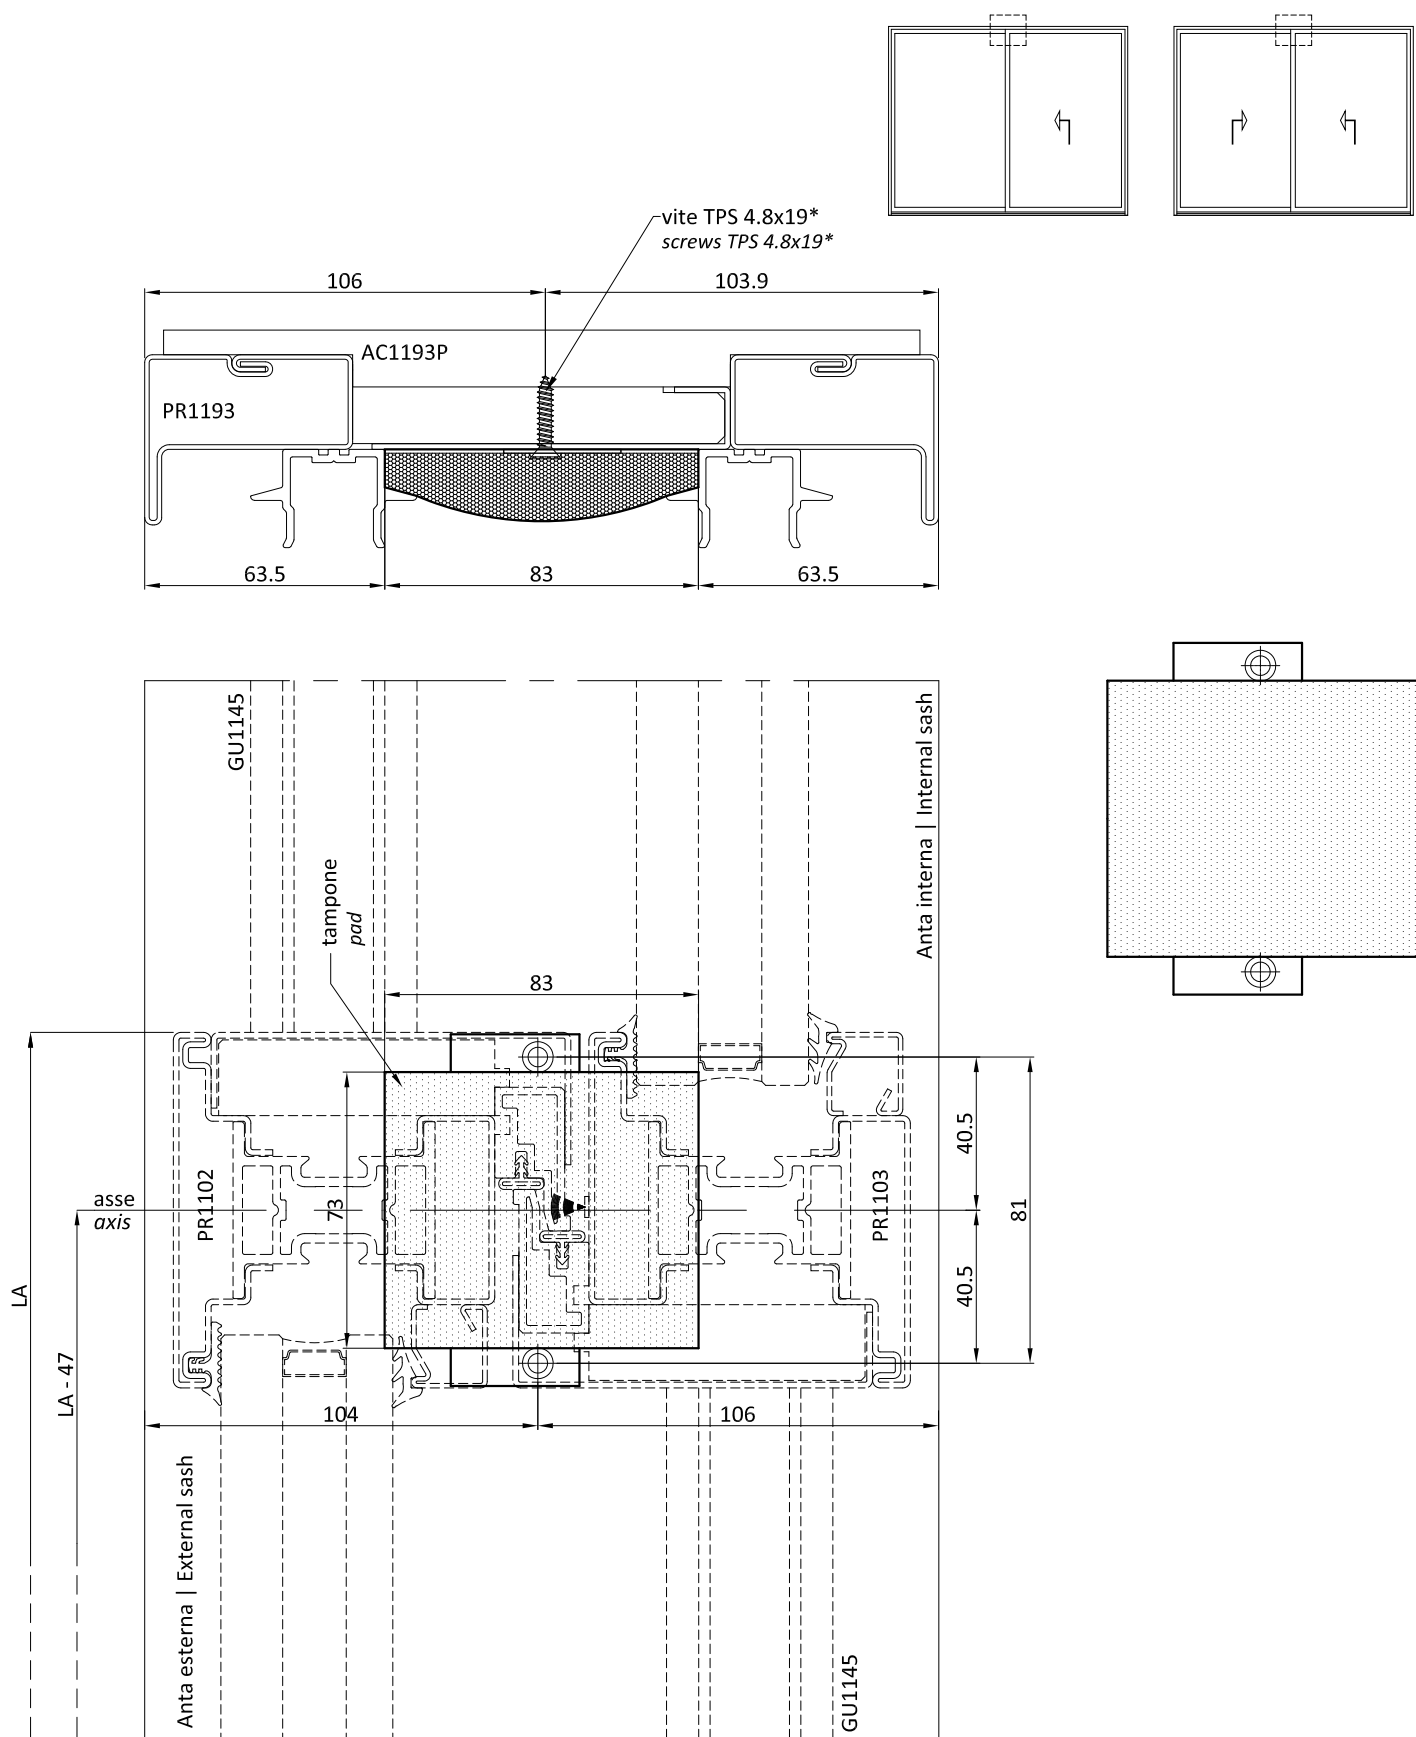 vite TPS 4.8x19*
screws TPS 4.8x19*
106
103.9
AC1193P
PR1193
63.5
83
63.5
GU1145
Anta interna | Internal sash
tampone
pad
83
40.5
PR1102
73
PR1103
81
asse
axis
40.5
LA
LA - 47
104
106
Anta esterna | External sash
GU1145